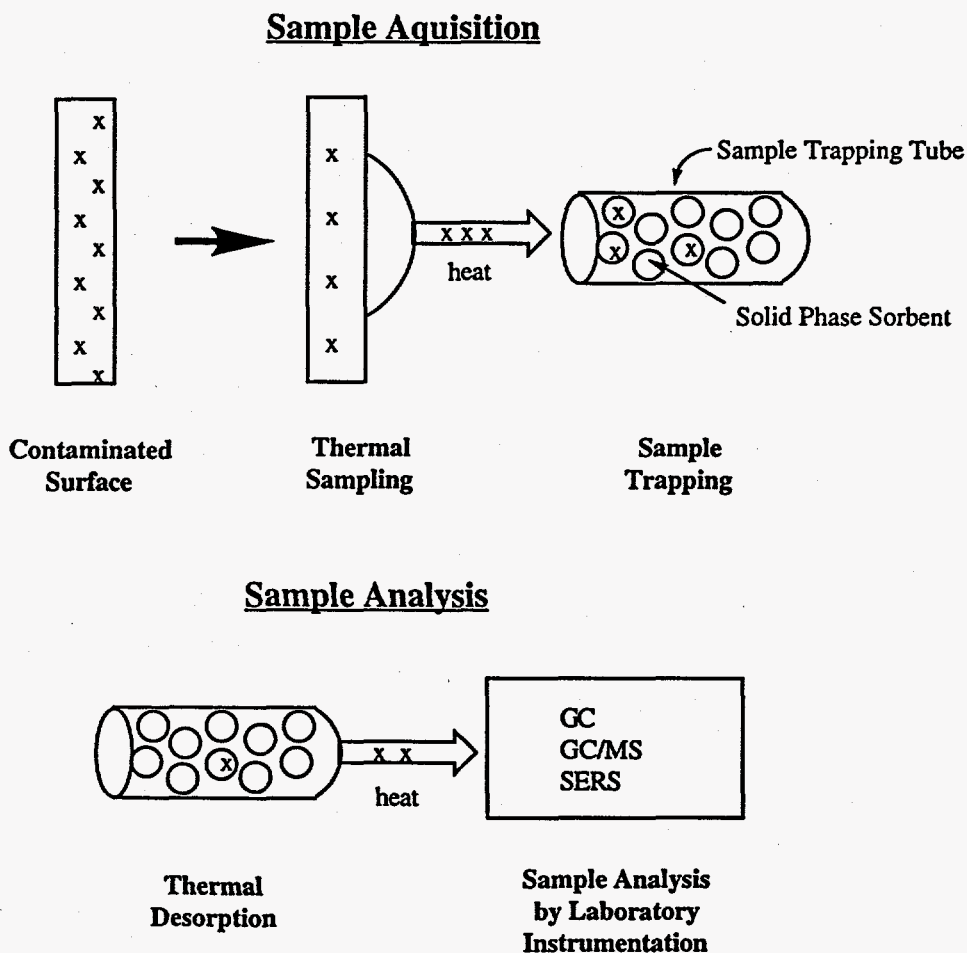 Sample Aquisition
x
x
x
x
x
x
x
x
x
x
x
x
x
x x x
heat
Sample Trapping Tube
x
x
x
Solid Phase Sorbent
Contaminated
Surface
Thermal
Sampling
Sample
Trapping
Sample Analysis
x
x x
heat
GC
GC/MS
SERS
Thermal
Desorption
Sample Analysis
by Laboratory
Instrumentation